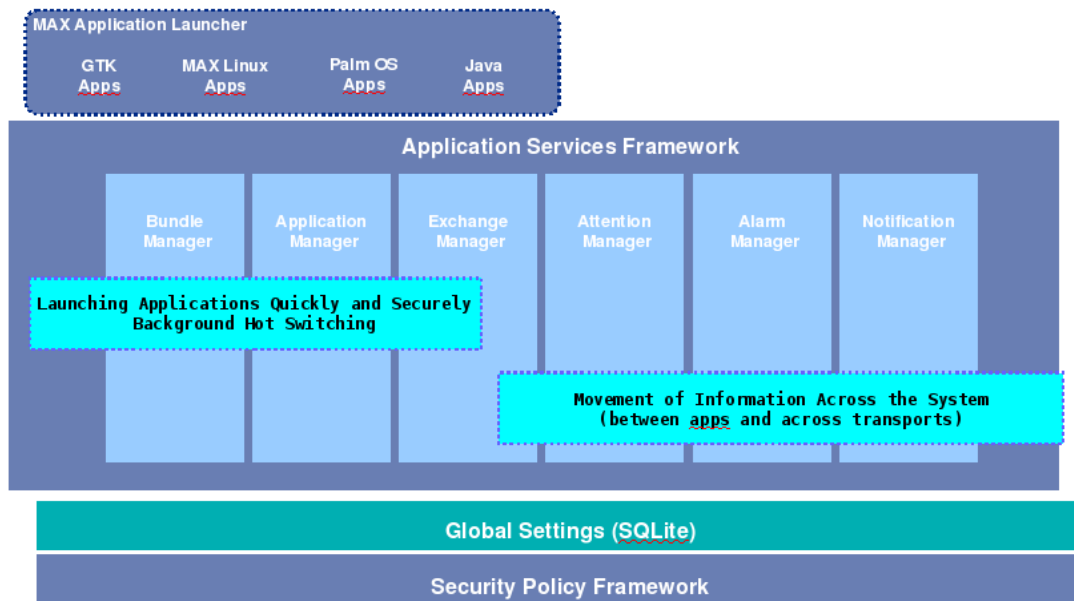 MAX Application Launcher
GTK Apps
MAX Linux Apps
Palm OS Apps
Java Apps
Application Services Framework
Bundle Manager
Application Manager
Exchange Manager
Attention Manager
Alarm Manager
Notification Manager
Launching Applications Quickly and Securely
Background Hot Switching
Movement of Information Across the System
(between apps and across transports)
Global Settings (SQLite)
Security Policy Framework